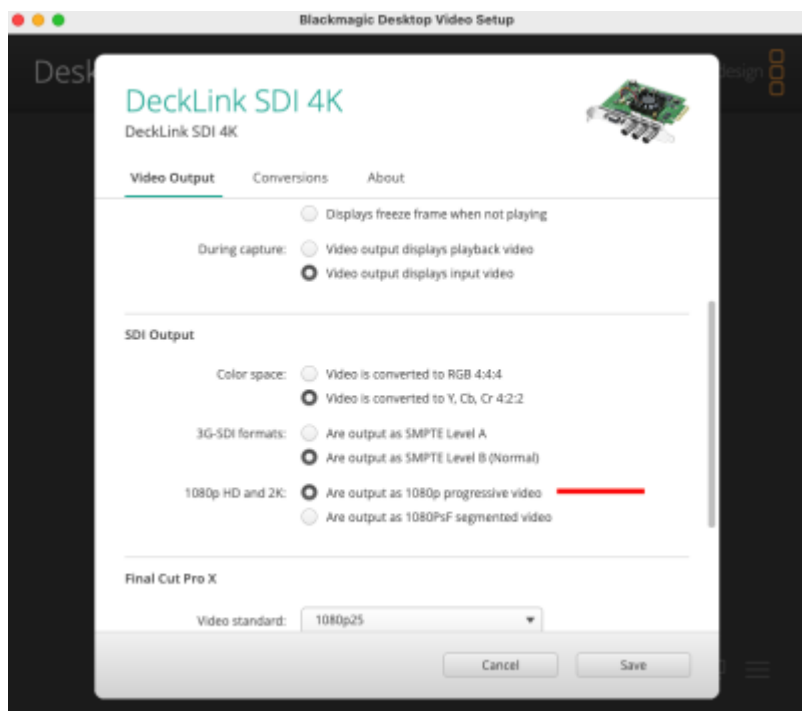 Blackmagic Desktop Video Setup
Desk
design
DeckLink SDI 4K
DeckLink SDI 4K
Video Output Conversions About
Displays freeze frame when not playing
During capture: Video output displays playback video
Video output displays input video
SDI Output
Color space: Video is converted to RGB 4:4:4
Video is converted to Y, Cb, Cr 4:2:2
3G-SDI formats: Are output as SMPTE Level A
Are output as SMPTE Level B (Normal)
1080p HD and 2K: Are output as 1080p progressive video
Are output as 1080PsF segmented video
Final Cut Pro X
Video standard: 1080p25
Cancel Save